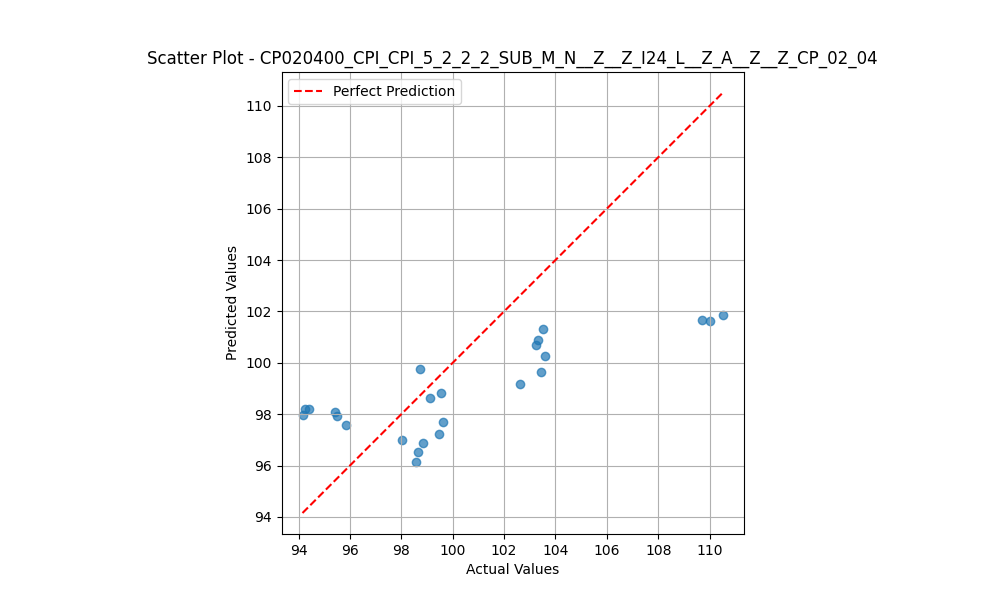 Scatter Plot - CP020400_CPI_CPI_5_2_2_2_SUB_M_N__Z__Z_I24_L__Z_A__Z__Z_CP_02_04
Perfect Prediction
110
108
106
104
102
100
98
96
94
Predicted Values
94 96 98 100 102 104 106 108 110
Actual Values